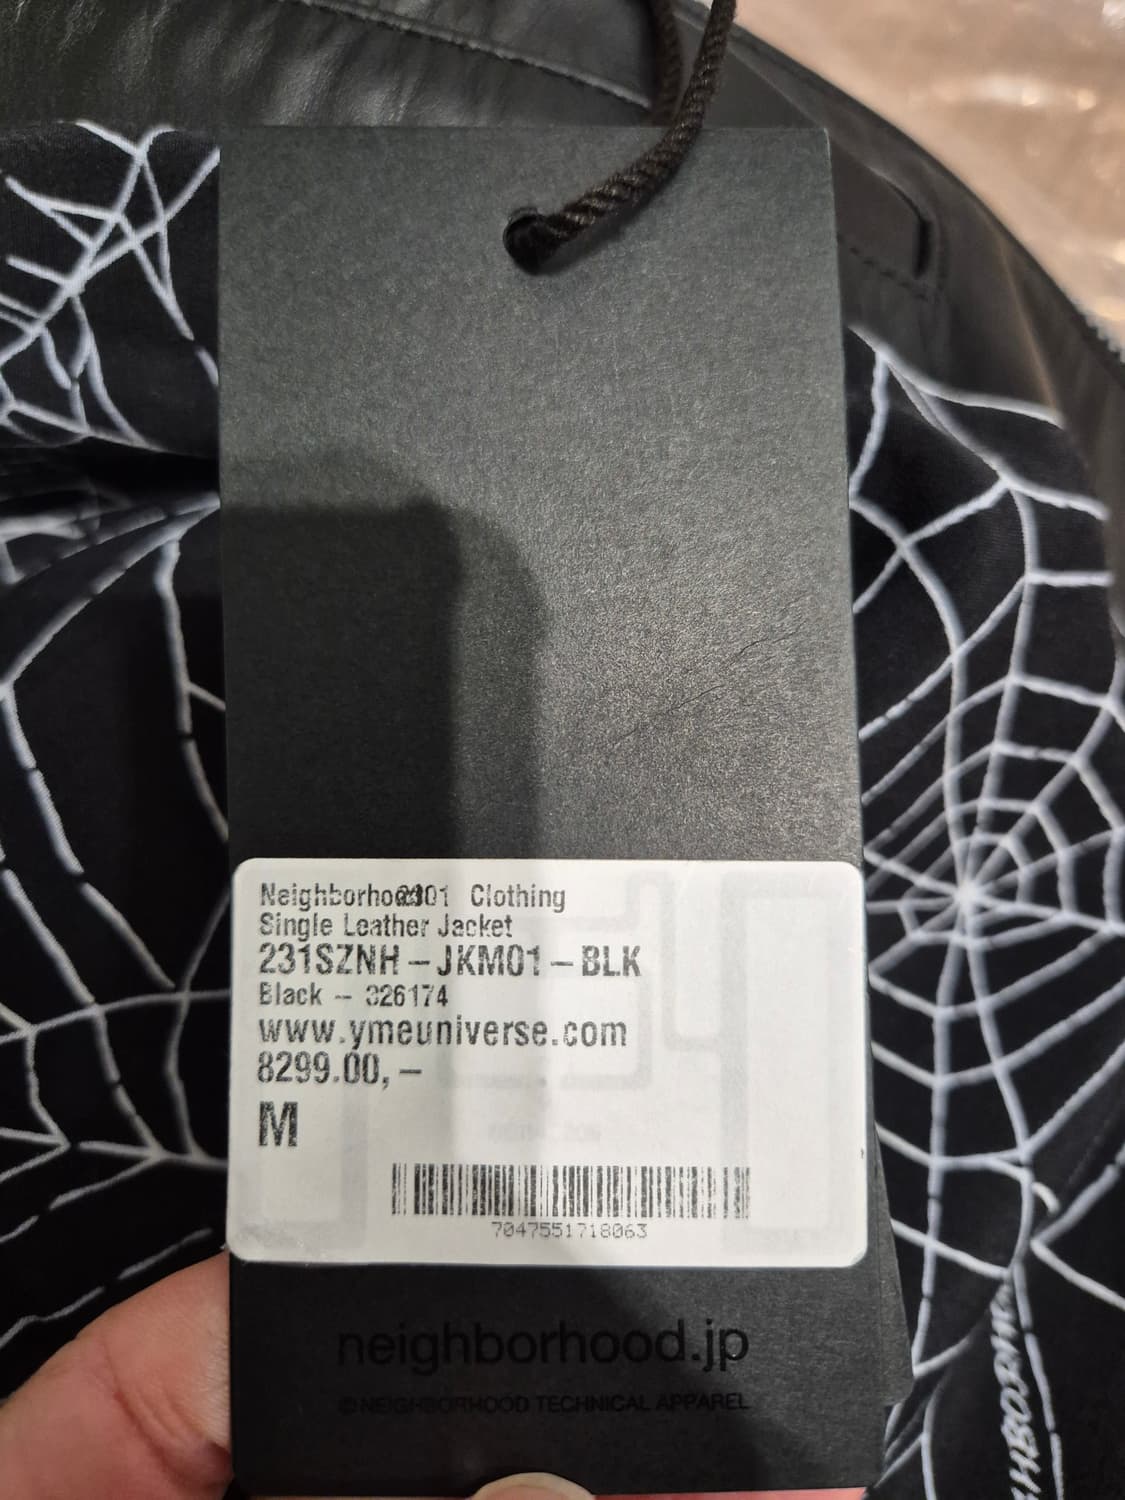 Neighborhood 2301 Clothing
Single Leather Jacket
231SZNH-JKM01-BLK
Black - 326174
www.ymeuniverse.com
8299.00,-
M
7047551718063
neighborhood.jp
©NEIGHBORHOOD TECHNICAL APPAREL